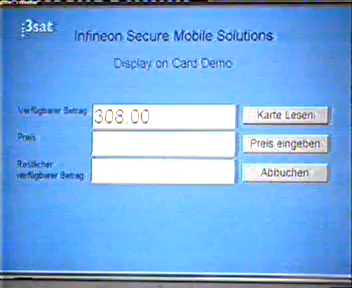 3sat
Infineon Secure Mobile Solutions
Display on Card Demo
Verfügbarer Betrag
308.00
Karte Lesen
Preis
Preis eingeben
Restlicher
verfügbarer Betrag
Abbuchen